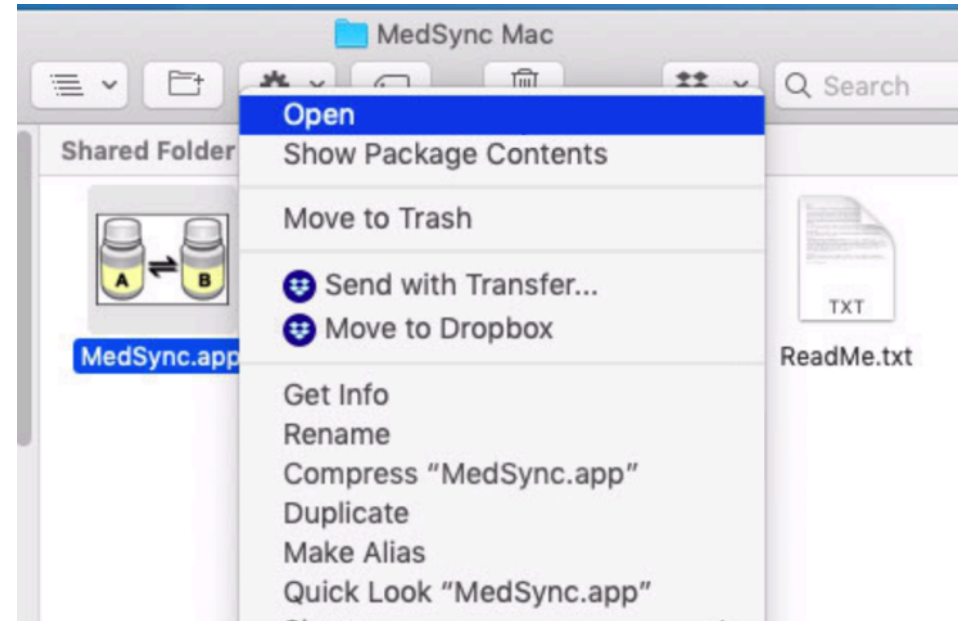 MedSync Mac
Search
Shared Folder
Open
Show Package Contents
Move to Trash
Send with Transfer...
Move to Dropbox
Get Info
Rename
Compress “MedSync.app”
Duplicate
Make Alias
Quick Look “MedSync.app”
A
B
MedSync.app
TXT
ReadMe.txt